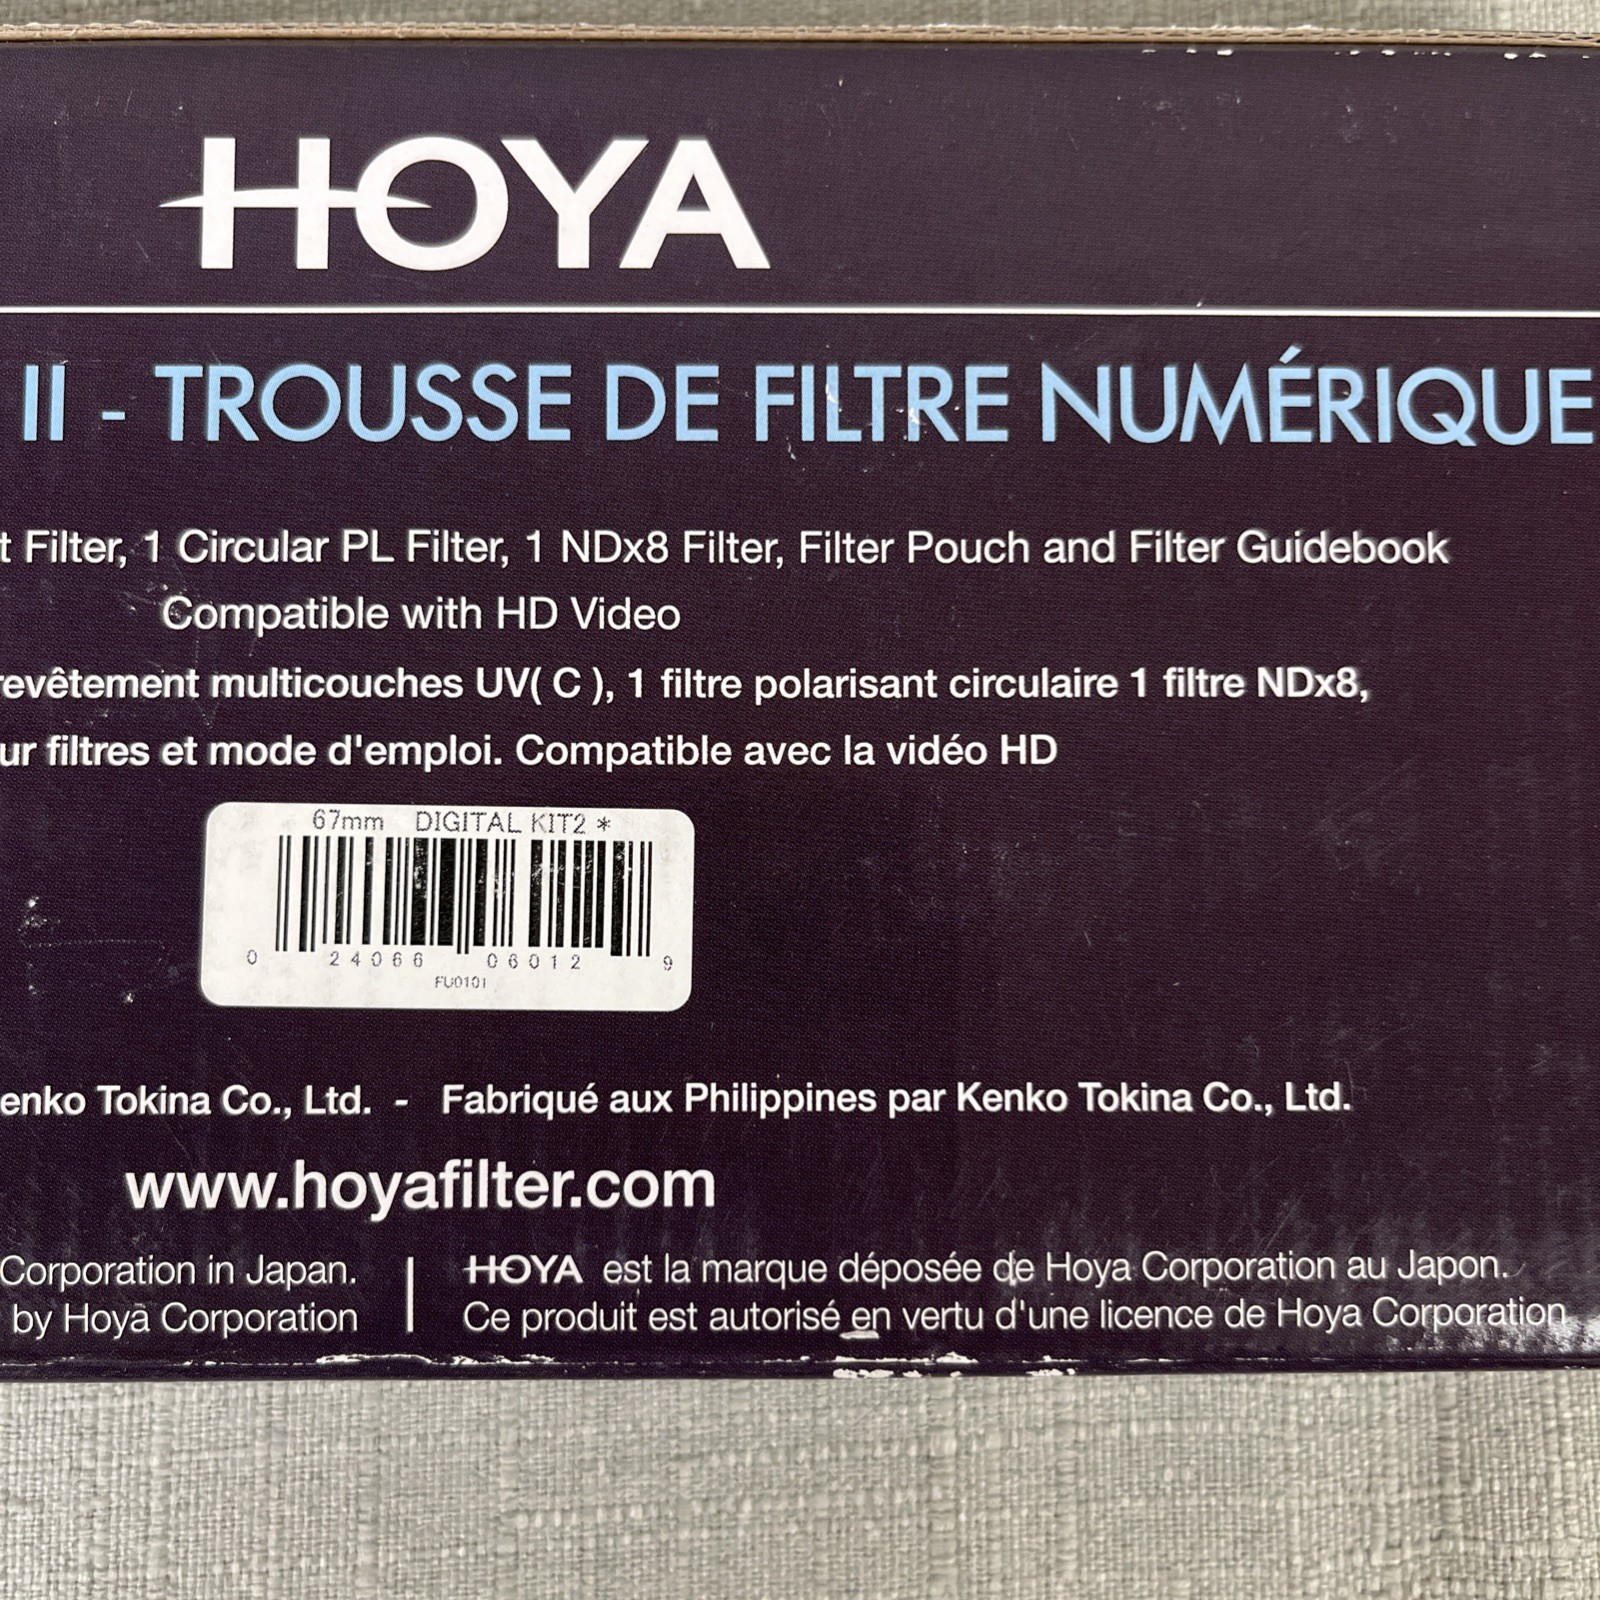 HOYA
II - TROUSSE DE FILTRE NUMÉRIQUE
t Filter, 1 Circular PL Filter, 1 NDx8 Filter, Filter Pouch and Filter Guidebook
Compatible with HD Video
revêtement multicouches UV( C ), 1 filtre polarisant circulaire 1 filtre NDx8,
ur filtres et mode d'emploi. Compatible avec la vidéo HD
67mm DIGITAL KIT2 *
0 24066 06012 9
FU0101
enko Tokina Co., Ltd. - Fabriqué aux Philippines par Kenko Tokina Co., Ltd.
www.hoyafilter.com
Corporation in Japan.
by Hoya Corporation
HOYA est la marque déposée de Hoya Corporation au Japon.
Ce produit est autorisé en vertu d'une licence de Hoya Corporation